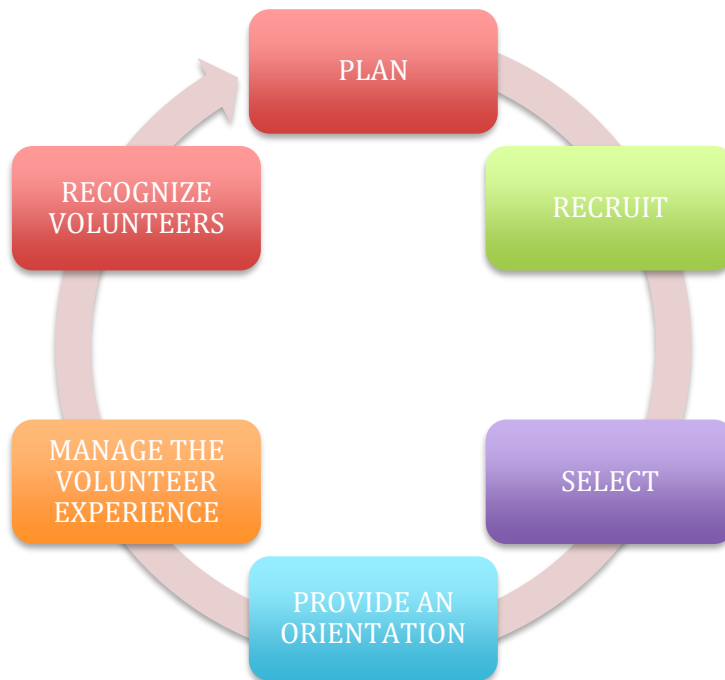 PLAN
RECRUIT
SELECT
PROVIDE AN
ORIENTATION
MANAGE THE
VOLUNTEER
EXPERIENCE
RECOGNIZE
VOLUNTEERS